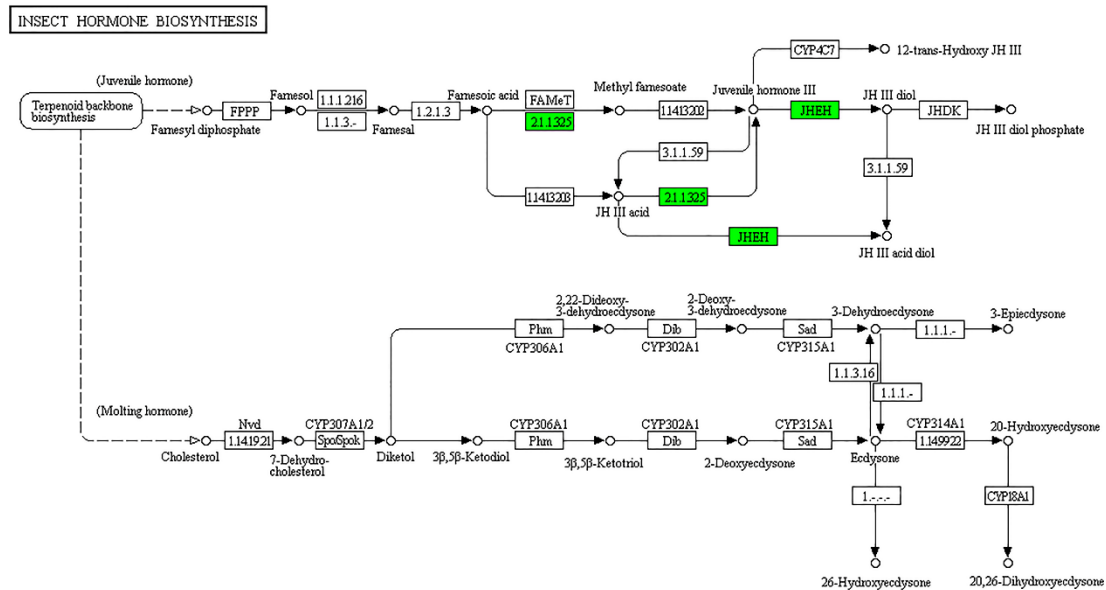 INSECT HORMONE BIOSYNTHESIS
CYP4C7
12-trans-Hydroxy JH III
(Juvenile hormone)
Terpenoid backbone
biosynthesis
Farnesyl diphosphate
FPPP
Farnesol
1.1.1.216
1.1.3.-
Farnesal
1.2.1.3
Farnesoic acid
FAMeT
2.1.1.325
Methyl farnesoate
1.14.13.202
Juvenile hormone III
JHEH
JH III diol
JHDK
JH III diol phosphate
3.1.1.59
3.1.1.59
1.14.13.203
JH III acid
2.1.1.325
JHEH
JH III acid diol
2,22-Dideoxy-
3-dehydroecdysone
2-Deoxy-
3-dehydroecdysone
3-Dehydroecdysone
3-Epiecdysone
Phm
CYP306A1
Dib
CYP302A1
Sad
CYP315A1
1.1.1.-
1.1.3.16
1.1.1.-
(Molting hormone)
Cholesterol
Nvd
1.14.19.21
7-Dehydro-
cholesterol
CYP307A1/2
Spo/Spok
Diketol
3β,5β-Ketodiol
CYP306A1
Phm
3β,5β-Ketotriol
CYP302A1
Dib
2-Deoxyecdysone
CYP315A1
Sad
Ecdysone
CYP314A1
1.14.99.22
20-Hydroxyecdysone
1.-.-.-
CYP18A1
26-Hydroxyecdysone
20,26-Dihydroxyecdysone